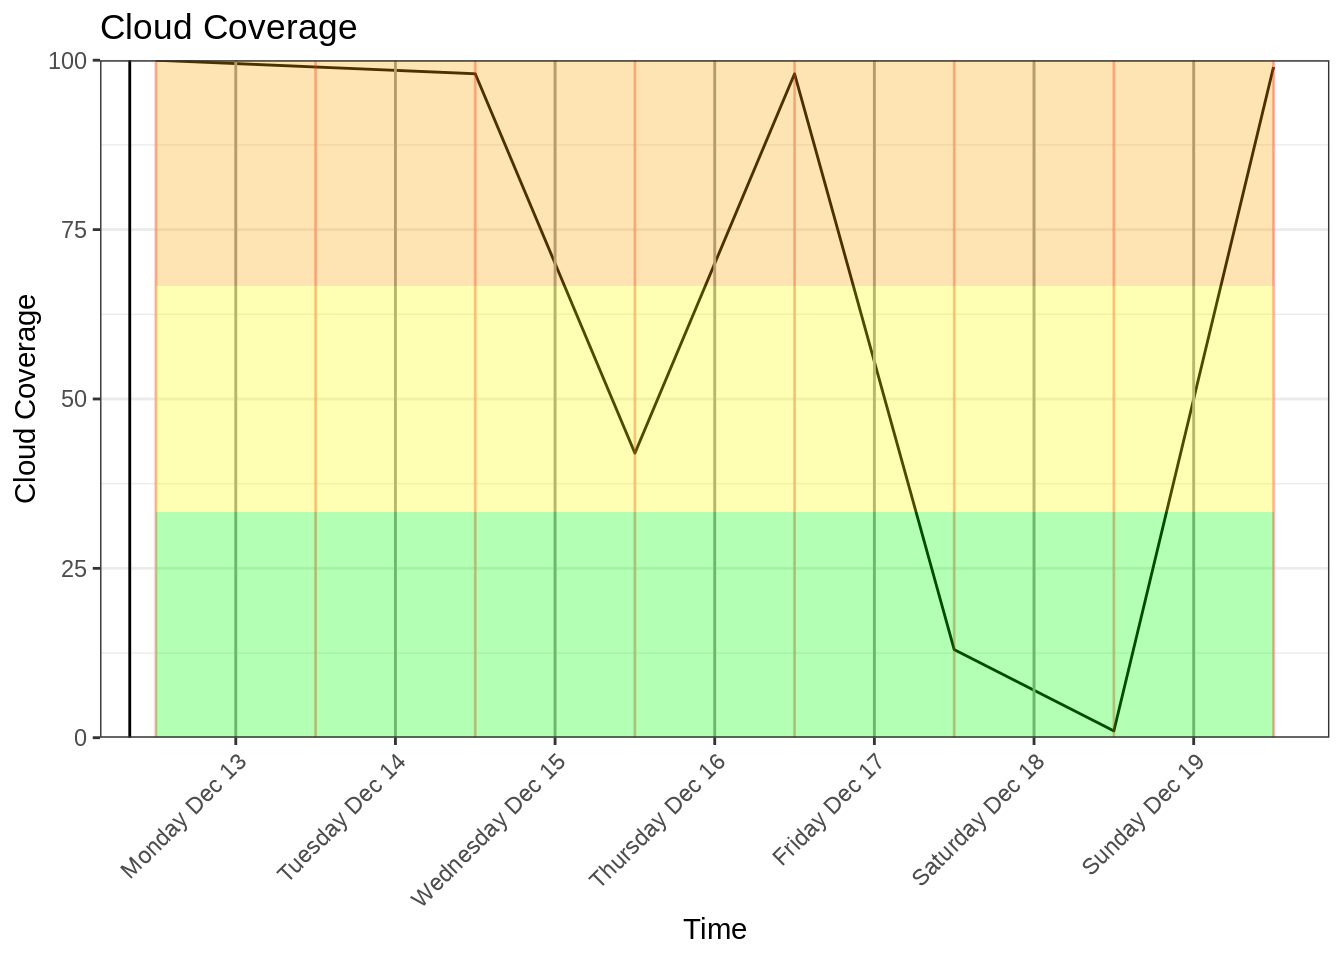 Cloud Coverage
100
75
50
25
0
Cloud Coverage
Monday Dec 13
Tuesday Dec 14
Wednesday Dec 15
Thursday Dec 16
Friday Dec 17
Saturday Dec 18
Sunday Dec 19
Time